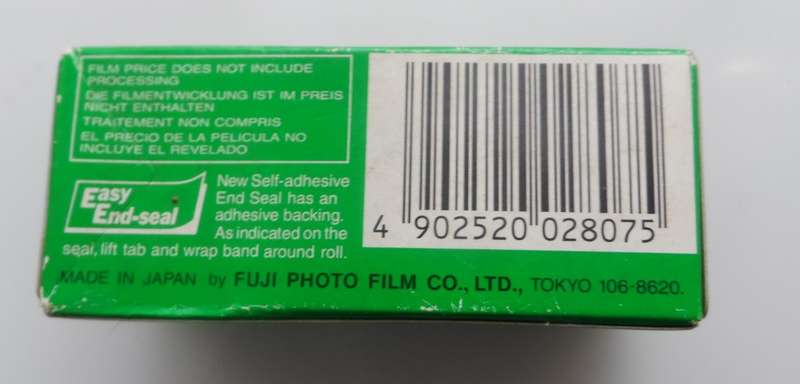 FILM PRICE DOES NOT INCLUDE
PROCESSING
DIE FILMENTWICKLUNG IST IM PREIS
NICHT ENTHALTEN
TRAITEMENT NON COMPRIS
EL PRECIO DE LA PELICULA NO
INCLUYE EL REVELADO
Easy
End-seal
New Self-adhesive
End Seal has an
adhesive backing.
As indicated on the
seal, lift tab and wrap band around roll.
4 902520 028075
MADE IN JAPAN by FUJI PHOTO FILM CO., LTD., TOKYO 106-8620.